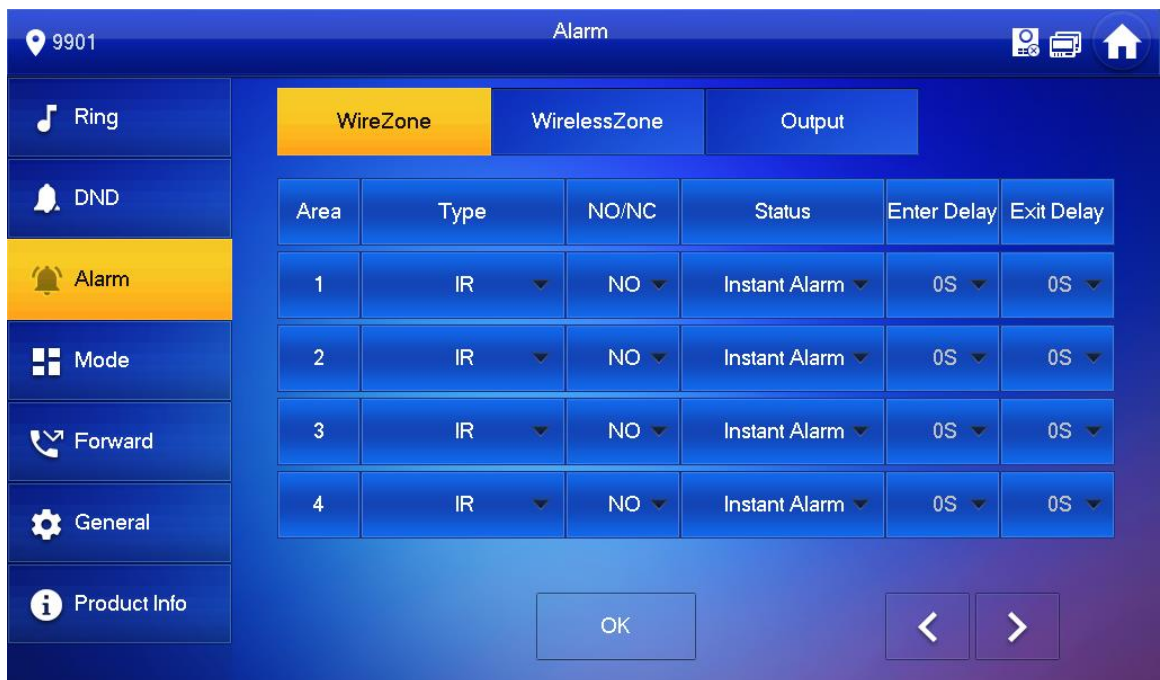 9901
Alarm
Ring
DND
Alarm
Mode
Forward
General
Product Info
WireZone WirelessZone Output
Area Type NO/NC Status Enter Delay Exit Delay
1 IR NO Instant Alarm 0S 0S
2 IR NO Instant Alarm 0S 0S
3 IR NO Instant Alarm 0S 0S
4 IR NO Instant Alarm 0S 0S
OK